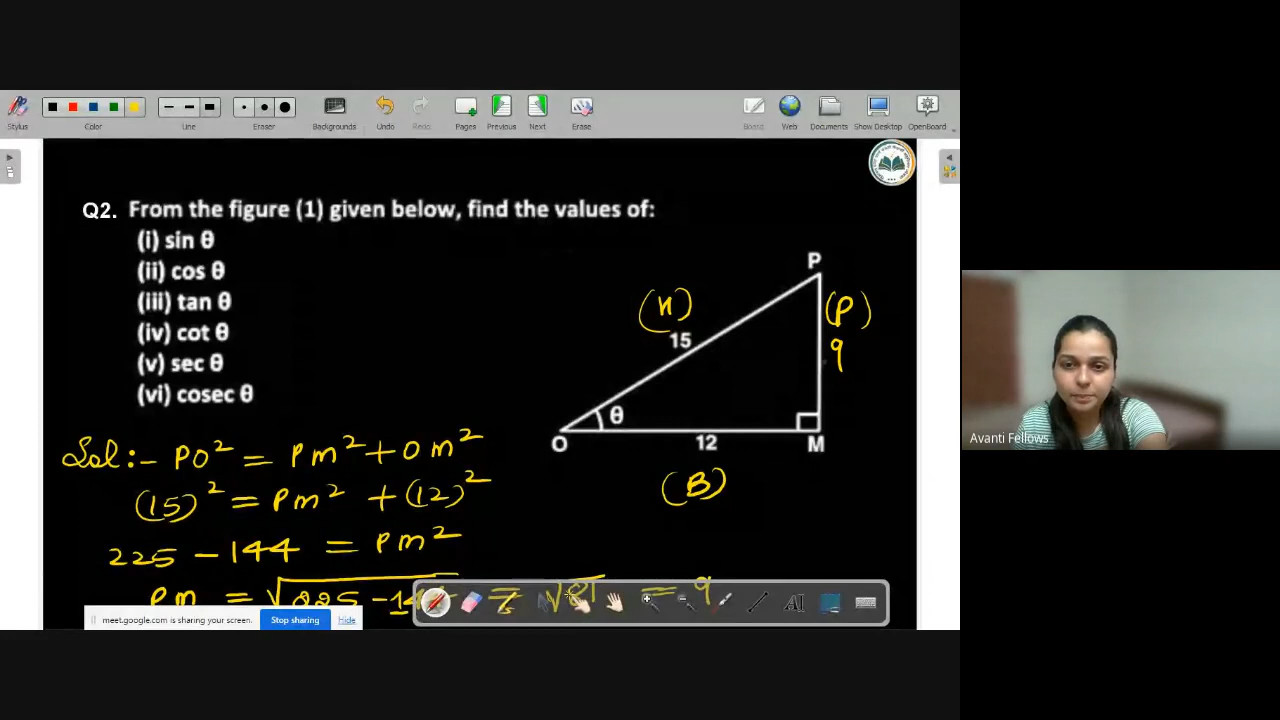 Stylus Color Line Eraser Backgrounds Undo Redo Pages Previous Next Erase Board Web Documents Show Desktop OpenBoard
Q2. From the figure (1) given below, find the values of:
(i) sin θ
(ii) cos θ
(iii) tan θ
(iv) cot θ
(v) sec θ
(vi) cosec θ
P
(H)
(P)
15
9
θ
O
12
M
(B)
Sol:- PO² = PM² + OM²
(15)² = PM² + (12)²
225 - 144 = PM²
PM = √225 - 144 = √81 = 9
meet.google.com is sharing your screen. Stop sharing Hide
Avanti Fellows